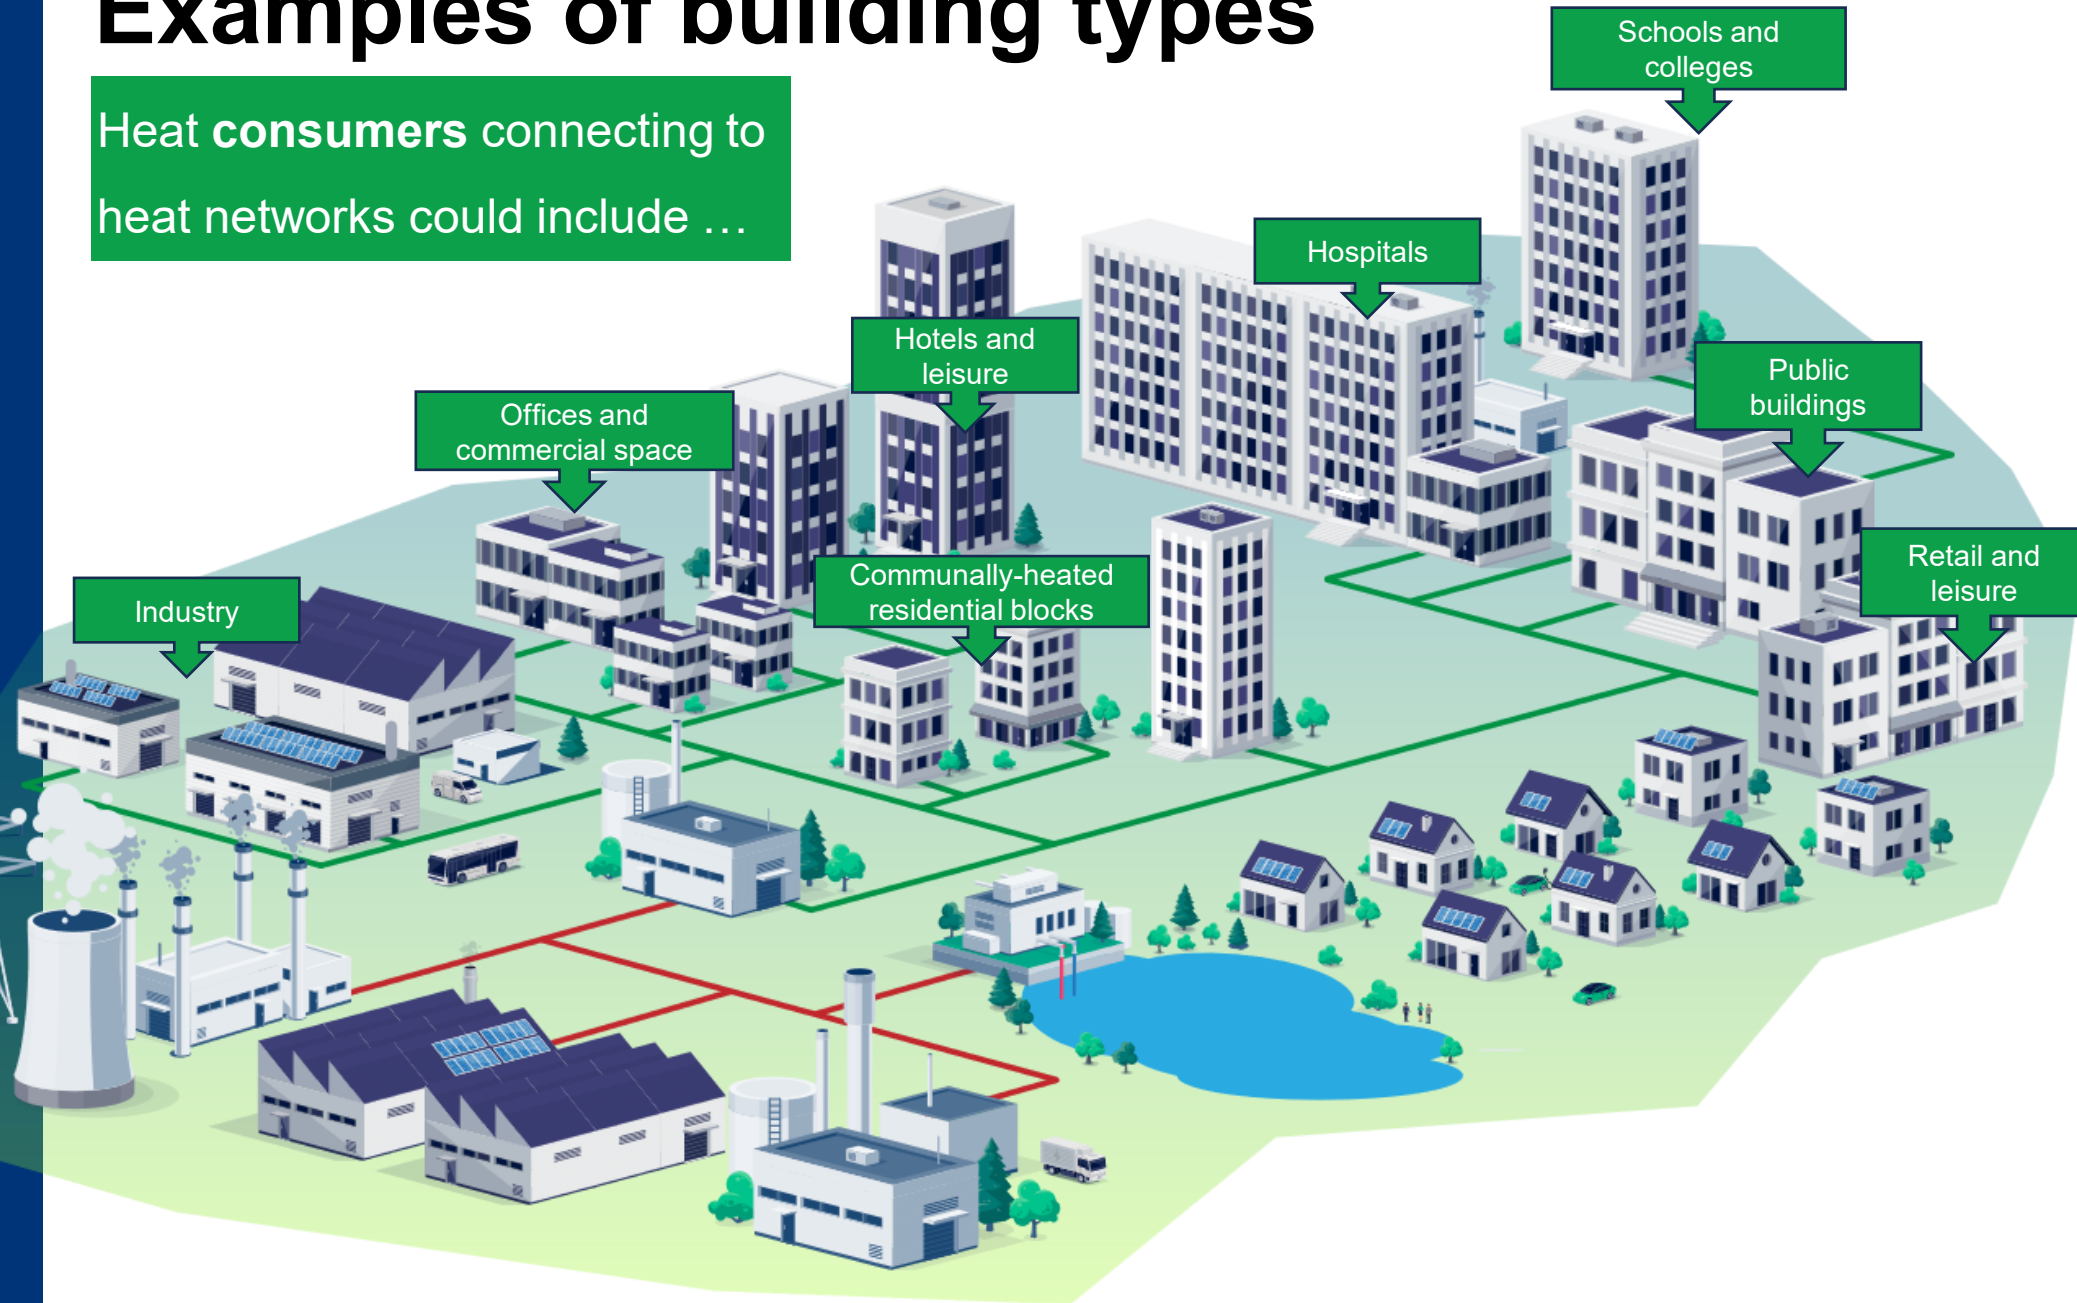 Examples of building types
Heat consumers connecting to
heat networks could include …
Schools and
colleges
Hospitals
Hotels and
leisure
Public
buildings
Offices and
commercial space
Retail and
leisure
Communally-heated
residential blocks
Industry